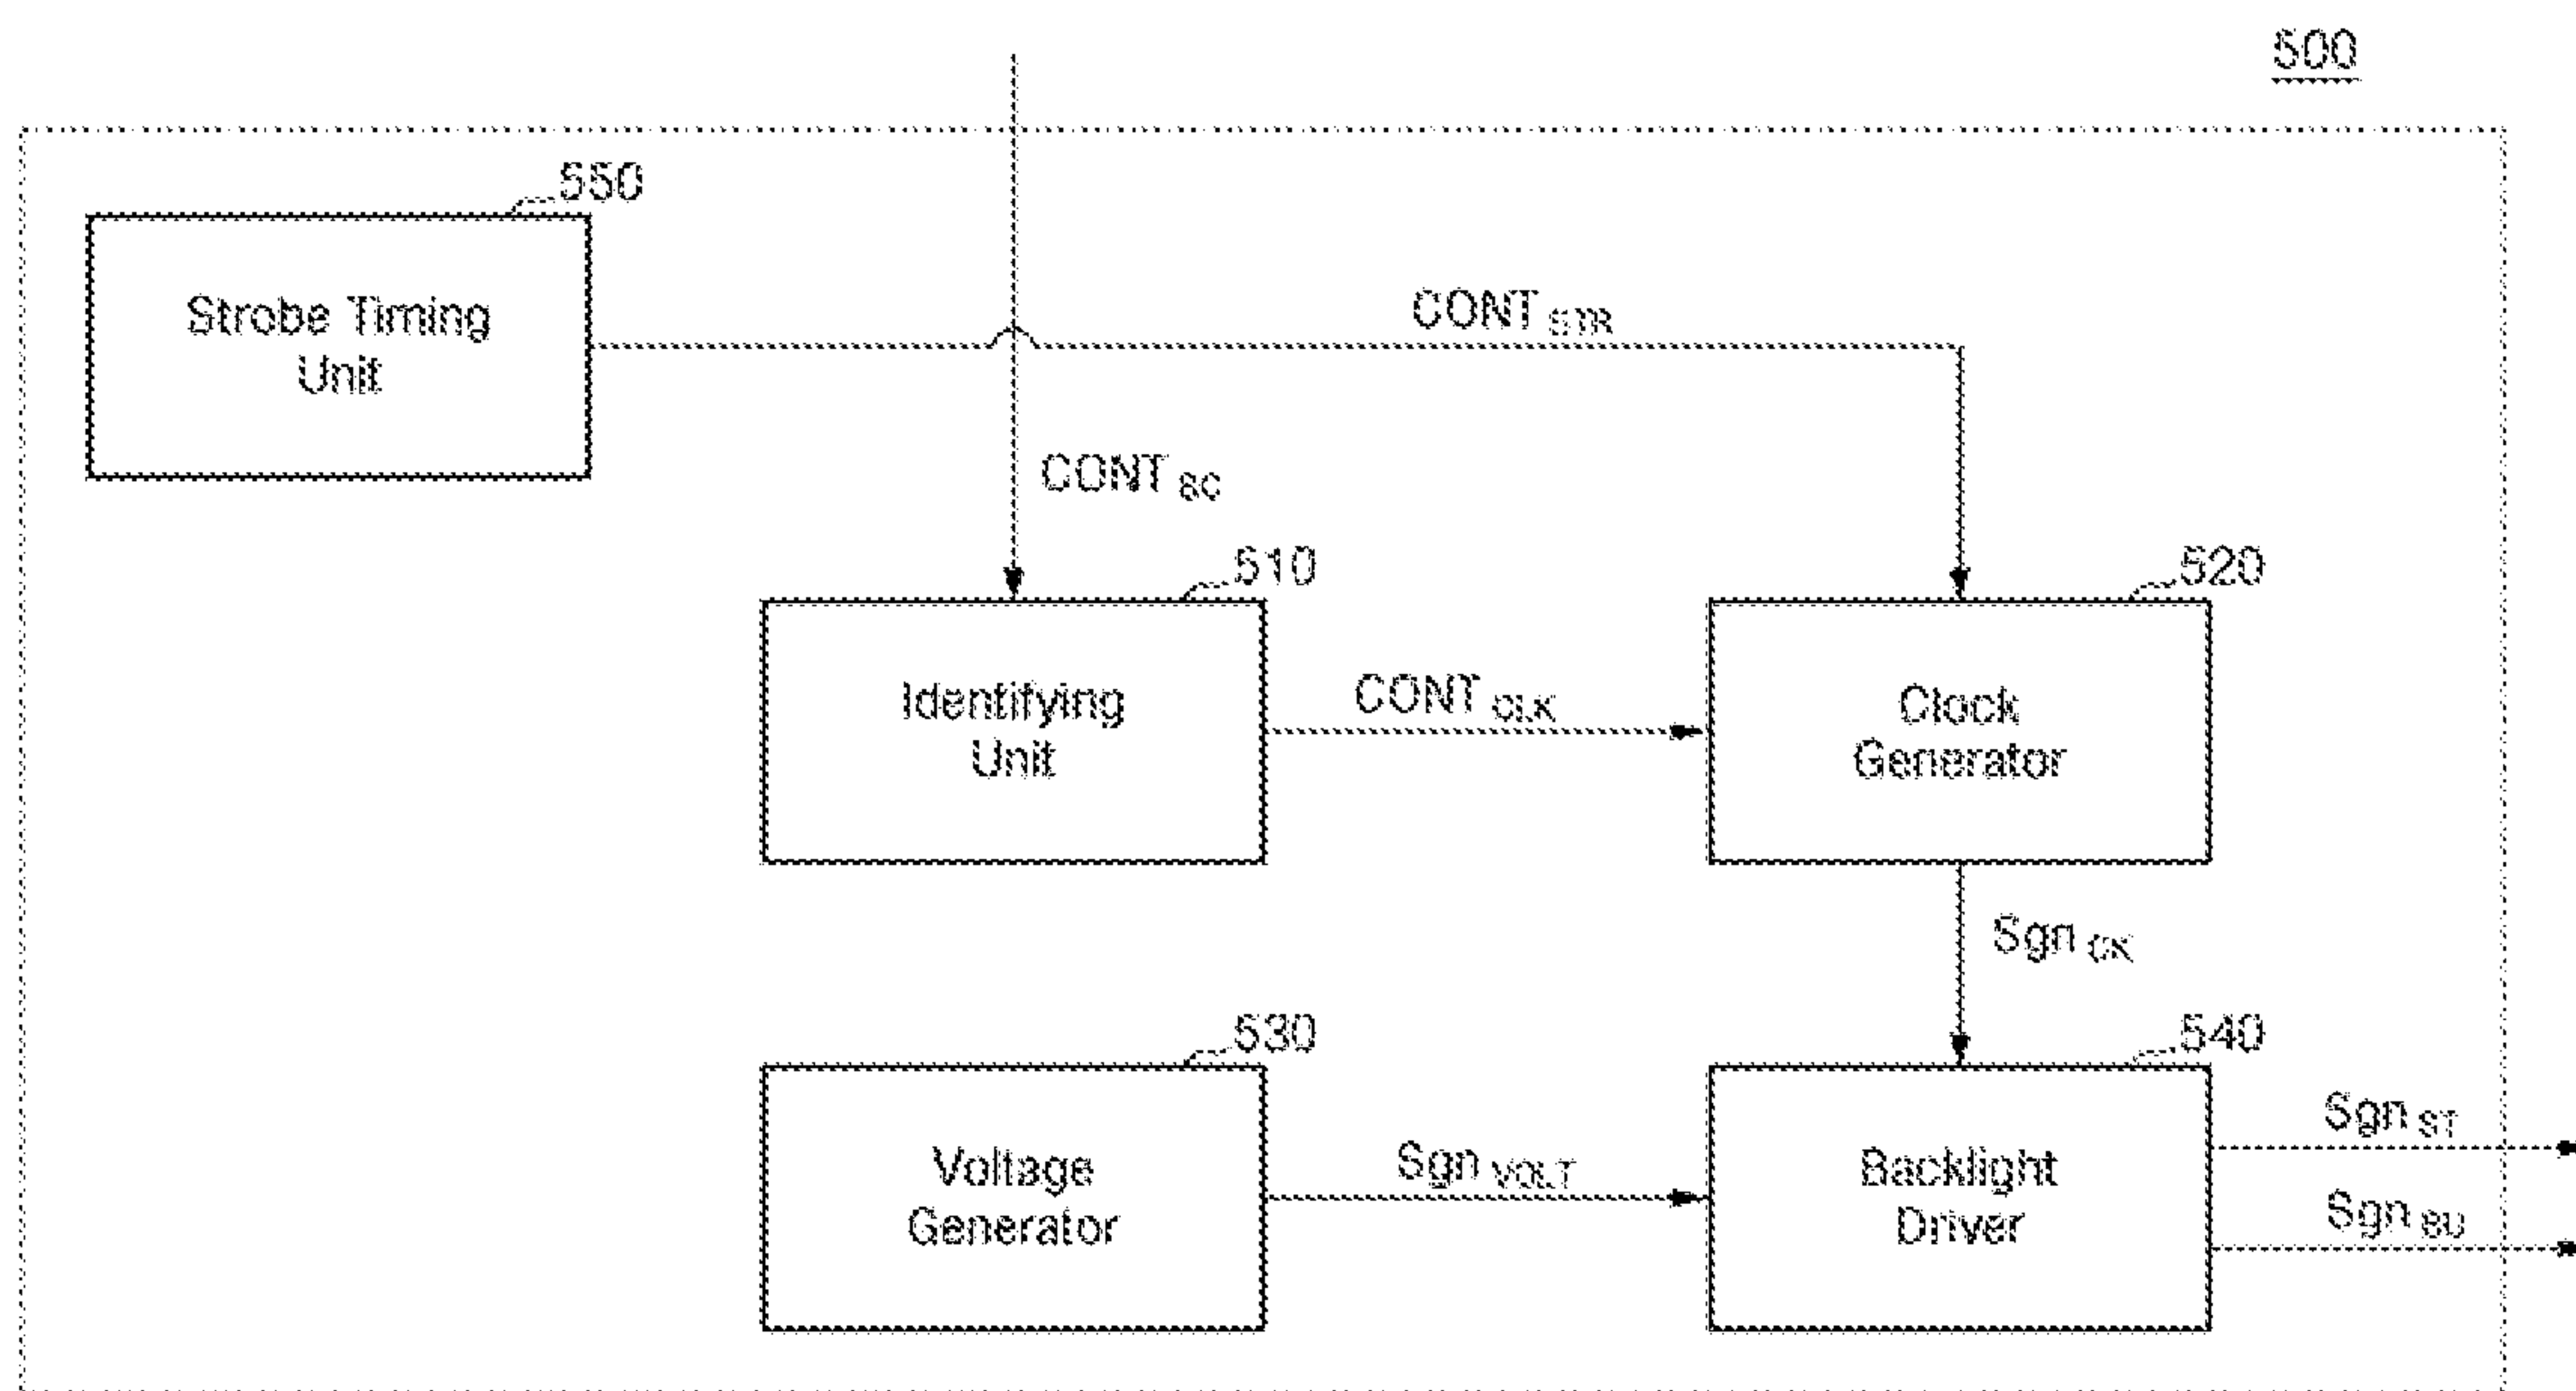 500
550
Strobe Timing
Unit
CONT STR
CONT BC
510
520
Identifying
Unit
CONT CLK
Clock
Generator
Sgn CK
530
540
Voltage
Generator
Sgn VOLT
Backlight
Driver
Sgn ST
Sgn BU